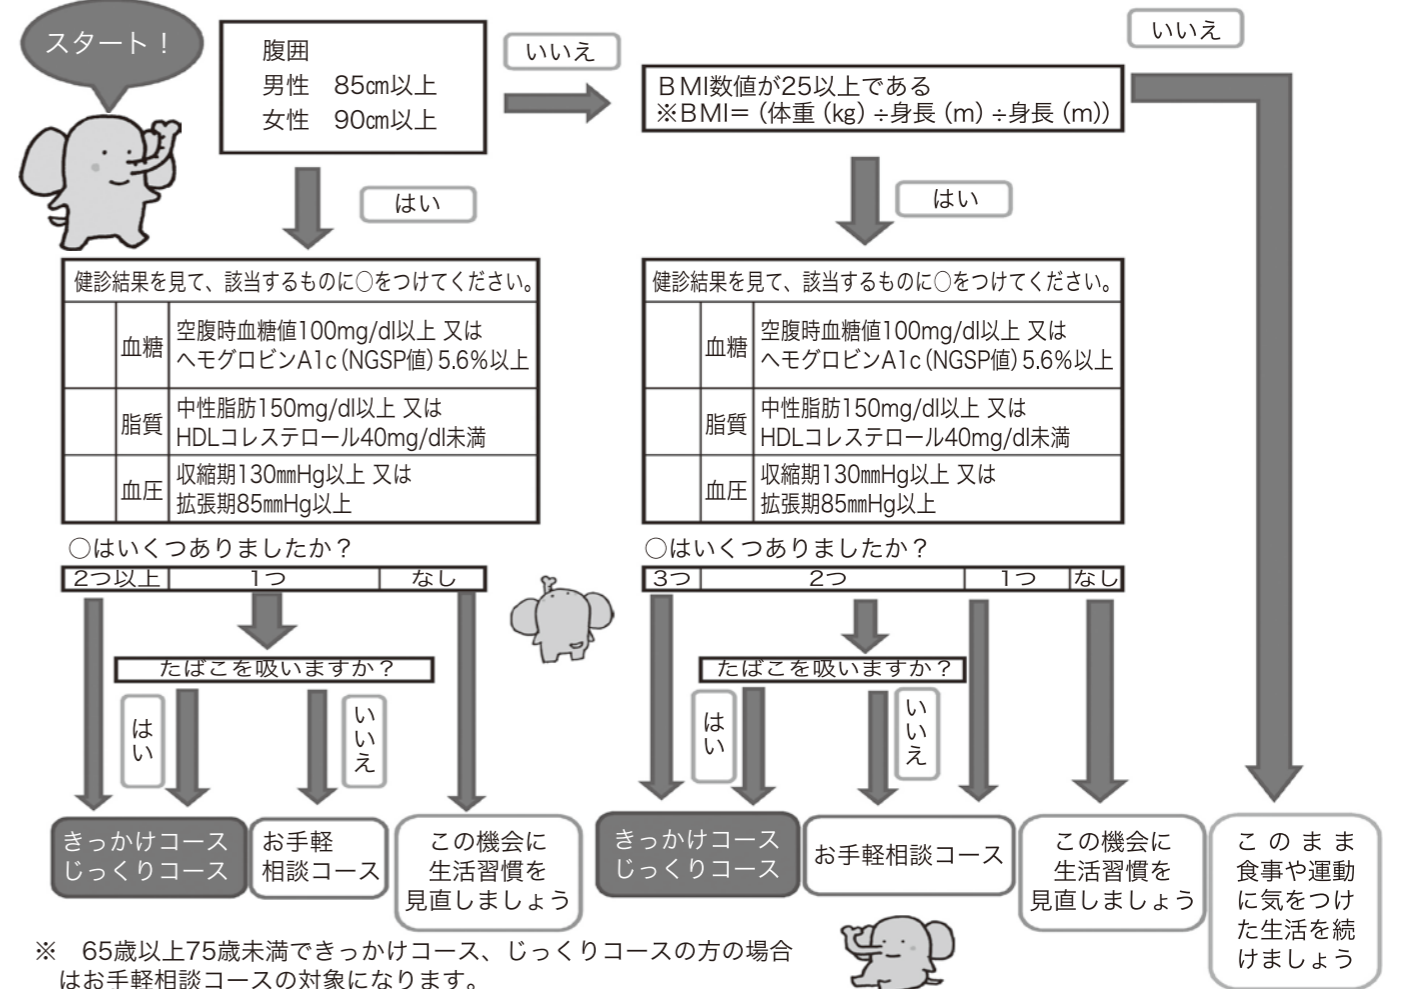 スタート！
腹囲
男性　85㎝以上
女性　90㎝以上
いいえ
ＢＭI数値が25以上である
※ＢＭI＝（体重（kg）÷身長（m）÷身長（m））
いいえ
はい
はい
健診結果を見て、該当するものに○をつけてください。
血糖
空腹時血糖値100mg/dl以上 又は
ヘモグロビンA1c（NGSP値）5.6％以上
脂質
中性脂肪150mg/dl以上 又は
HDLコレステロール40mg/dl未満
血圧
収縮期130㎜Hg以上 又は
拡張期85㎜Hg以上
○はいくつありましたか？
2つ以上
1つ
なし
たばこを吸いますか？
はい
いいえ
きっかけコース
じっくりコース
お手軽
相談コース
この機会に
生活習慣を
見直しましょう
健診結果を見て、該当するものに○をつけてください。
血糖
空腹時血糖値100mg/dl以上 又は
ヘモグロビンA1c（NGSP値）5.6％以上
脂質
中性脂肪150mg/dl以上 又は
HDLコレステロール40mg/dl未満
血圧
収縮期130㎜Hg以上 又は
拡張期85㎜Hg以上
○はいくつありましたか？
3つ
2つ
1つ
なし
たばこを吸いますか？
はい
いいえ
きっかけコース
じっくりコース
お手軽相談コース
この機会に
生活習慣を
見直しましょう
このまま
食事や運動
に気をつけ
た生活を続
けましょう
※　65歳以上75歳未満できっかけコース、じっくりコースの方の場合
はお手軽相談コースの対象になります。